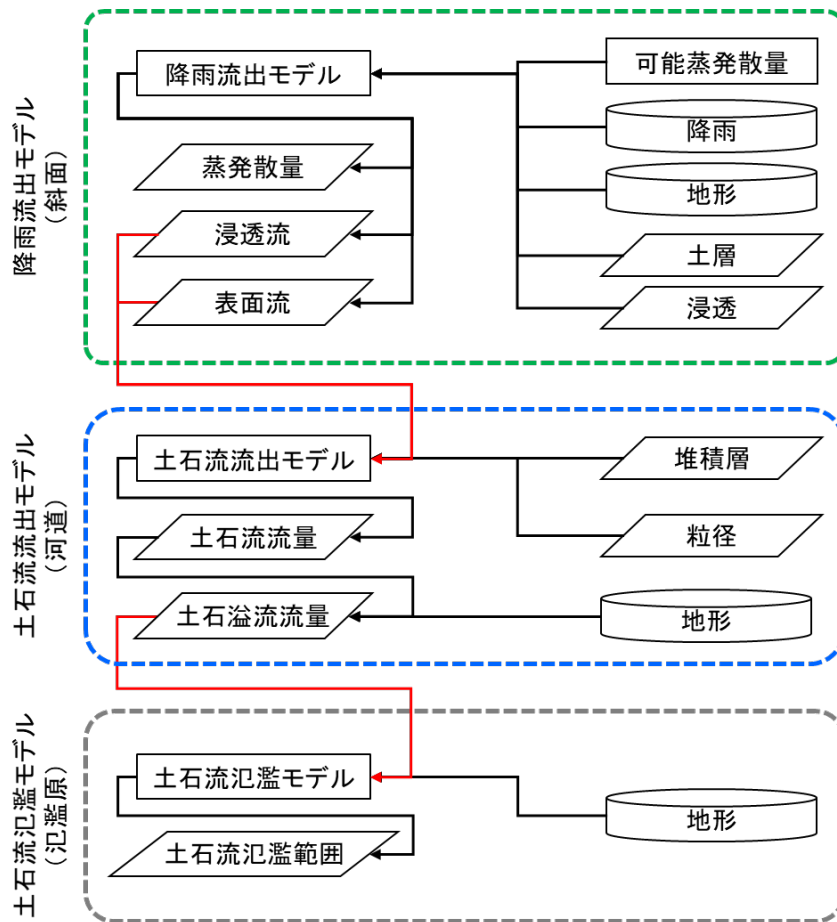 降雨流出モデル
（斜面）
降雨流出モデル
可能蒸発散量
降雨
蒸発散量
地形
浸透流
土層
表面流
浸透
土石流流出モデル
（河道）
土石流流出モデル
堆積層
土石流流量
粒径
土石溢流流量
地形
土石流氾濫モデル
（氾濫原）
土石流氾濫モデル
地形
土石流氾濫範囲